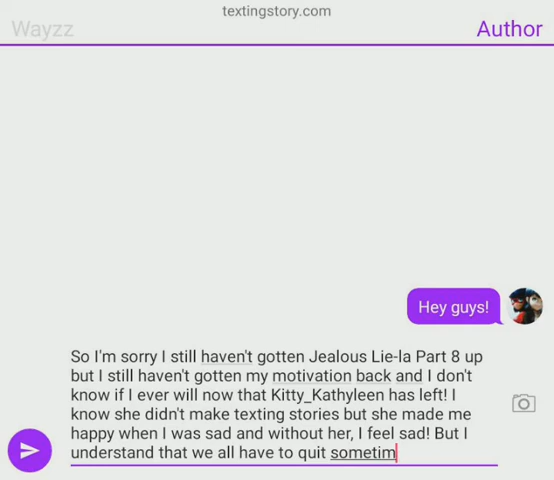 textingstory.com
Wayzz
Author
Hey guys!
So I'm sorry I still haven't gotten Jealous Lie-la Part 8 up
but I still haven't gotten my motivation back and I don't
know if I ever will now that Kitty_Kathyleen has left! I
know she didn't make texting stories but she made me
happy when I was sad and without her, I feel sad! But I
understand that we all have to quit sometim